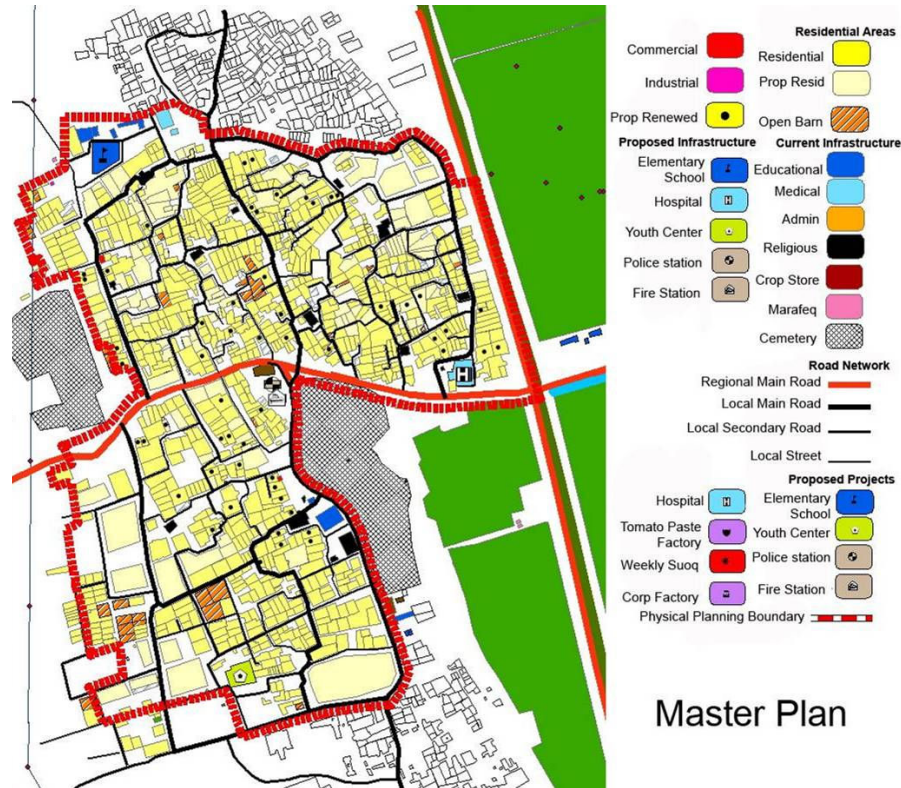 Residential Areas
Commercial
Residential
Industrial
Prop Resid
Prop Renewed
Open Barn
Proposed Infrastructure
Current Infrastructure
Elementary
School
Educational
Hospital
Medical
Youth Center
Admin
Police station
Religious
Fire Station
Crop Store
Marafeq
Cemetery
Road Network
Regional Main Road
Local Main Road
Local Secondary Road
Local Street
Proposed Projects
Hospital
H
Elementary
School
Tomato Paste
Factory
Youth Center
Weekly Suoq
Police station
Corp Factory
Fire Station
Physical Planning Boundary
Master Plan
H
H